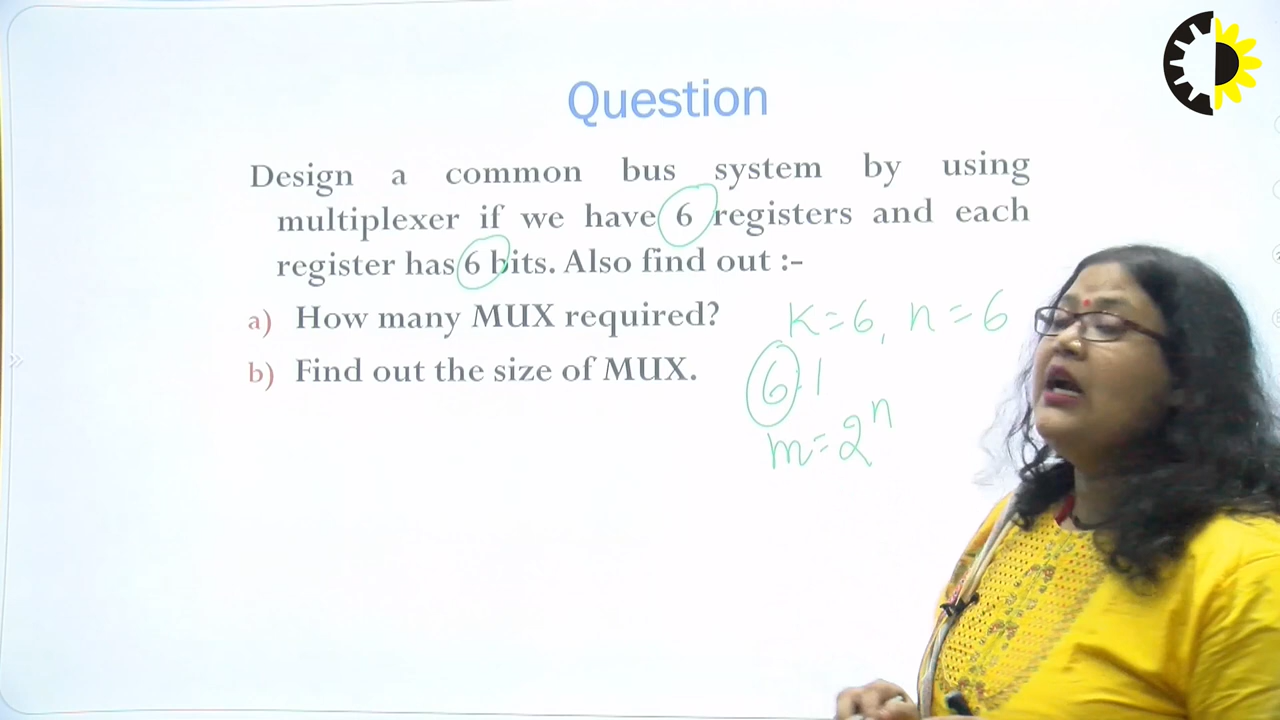 Question
Design a common bus system by using
multiplexer if we have 6 registers and each
register has 6 bits. Also find out :-
a) How many MUX required?
b) Find out the size of MUX.
K=6, n=6
6:1
m=2^n